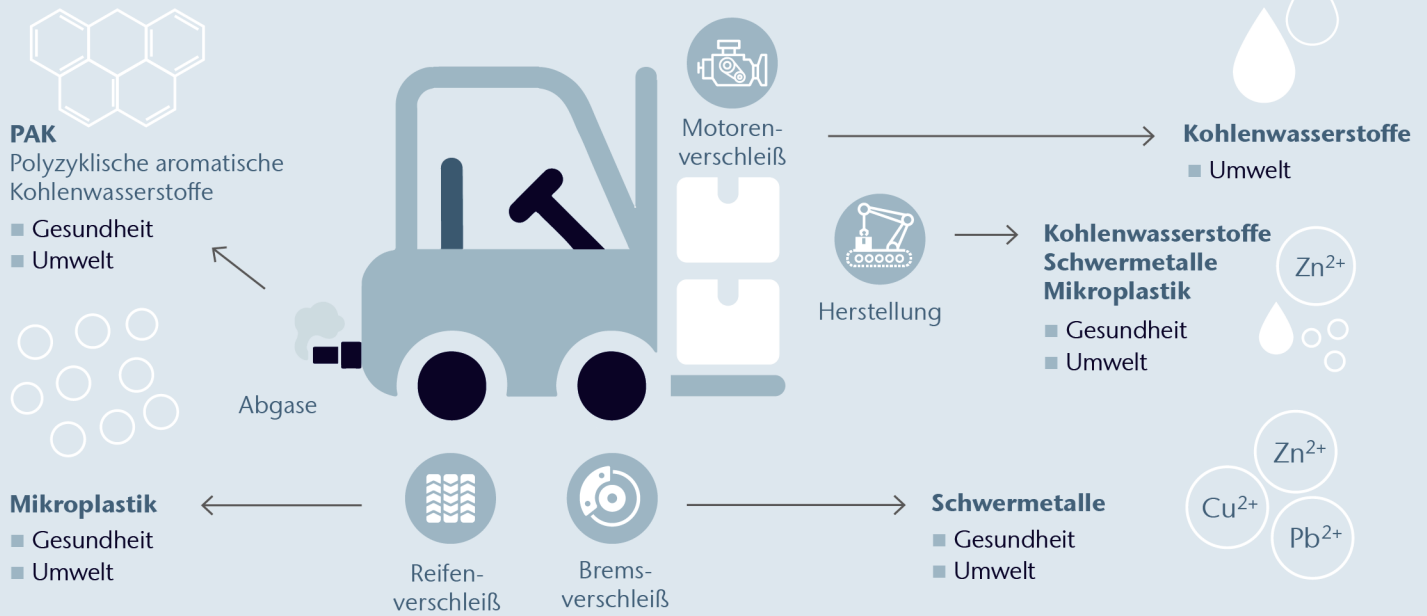 PAK
Polyzyklische aromatische
Kohlenwasserstoffe
Gesundheit
Umwelt
Abgase
Motoren-
verschleiß
Kohlenwasserstoffe
Umwelt
Herstellung
Kohlenwasserstoffe
Schwermetalle
Mikroplastik
Gesundheit
Umwelt
Zn²⁺
Mikroplastik
Gesundheit
Umwelt
Reifen-
verschleiß
Brems-
verschleiß
Schwermetalle
Gesundheit
Umwelt
Zn²⁺
Cu²⁺
Pb²⁺